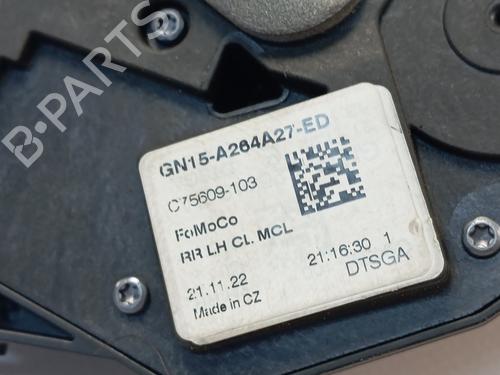 GN15-A264A27-ED
C75609-103
FoMoCo
RR LH CL MCL
21.11.22
21:16:30 1
Made in CZ
DTSGA
B-PARTS